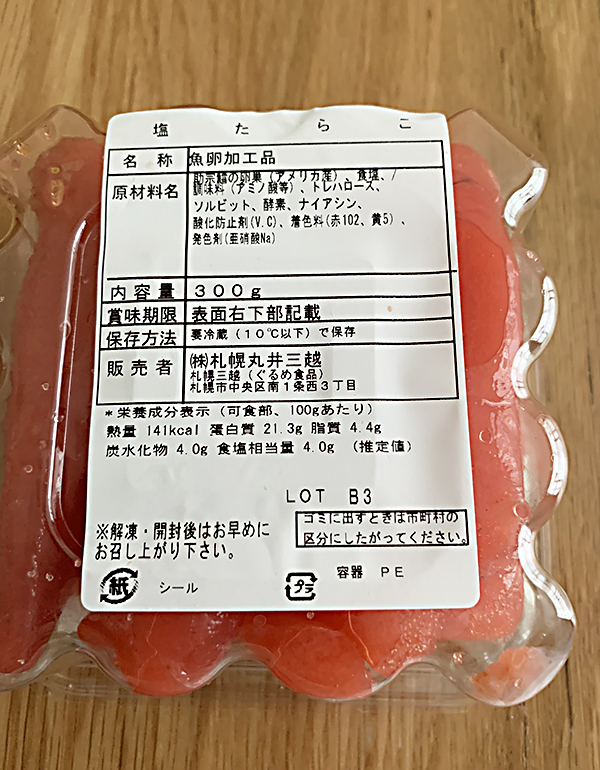 塩たらこ
名称 魚卵加工品
原材料名 助宗鱈の卵巣（アメリカ産）、食塩、/
調味料（アミノ酸等）、トレハロース、
ソルビット、酵素、ナイアシン、
酸化防止剤(V.C)、着色料(赤102、黄5)、
発色剤(亜硝酸Na)
内容量 300g
賞味期限 表面右下部記載
保存方法 要冷蔵（10℃以下）で保存
販売者 ㈱札幌丸井三越
札幌三越（ぐるめ食品）
札幌市中央区南1条西3丁目
*栄養成分表示（可食部、100gあたり）
熱量 141kcal 蛋白質 21.3g 脂質 4.4g
炭水化物 4.0g 食塩相当量 4.0g （推定値）
LOT B3
ゴミに出すときは市町村の
区分にしたがってください。
※解凍・開封後はお早めに
お召し上がり下さい。
紙 シール
プラ 容器 PE